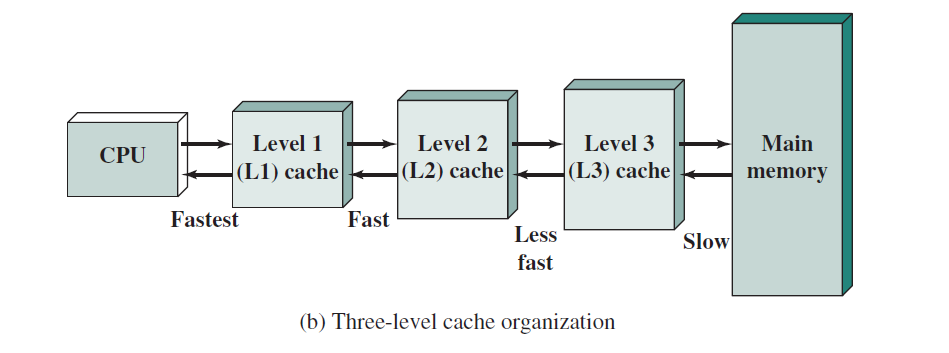 CPU
Level 1
(L1) cache
Level 2
(L2) cache
Level 3
(L3) cache
Main
memory
Fastest
Fast
Less
fast
Slow
(b) Three-level cache organization